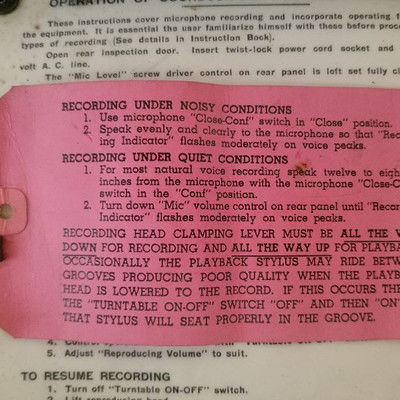 OPERATION OF
These instructions cover microphone recording and incorporate operating f
the equipment. It is essential the user familiarize himself with these before proce
types of recording (See details in Instruction Book).
Open rear inspection door. Insert twist-lock power cord socket and
volt A. C. line.
The "Mic Level" screw driver control on rear panel is left set fully cl
RECORDING UNDER NOISY CONDITIONS
1. Use microphone "Close-Conf" switch in "Close" position.
2. Speak evenly and clearly to the microphone so that "Rec
ing Indicator" flashes moderately on voice peaks.
RECORDING UNDER QUIET CONDITIONS
1. For most natural voice recording speak twelve to eigh
inches from the microphone with the microphone "Close-C
switch in the "Conf" position.
2. Turn down "Mic" volume control on rear panel until "Reco
Indicator" flashes moderately on voice peaks.
RECORDING HEAD CLAMPING LEVER MUST BE ALL THE W
DOWN FOR RECORDING AND ALL THE WAY UP FOR PLAYBA
OCCASIONALLY THE PLAYBACK STYLUS MAY RIDE BETW
GROOVES PRODUCING POOR QUALITY WHEN THE PLAYB
HEAD IS LOWERED TO THE RECORD. IF THIS OCCURS THE
THE "TURNTABLE ON-OFF" SWITCH "OFF" AND THEN "ON"
THAT STYLUS WILL SEAT PROPERLY IN THE GROOVE.
4.
5. Adjust "Reproducing Volume" to suit.
TO RESUME RECORDING
1. Turn off "Turntable ON-OFF" switch.
2. Lift reproducing head